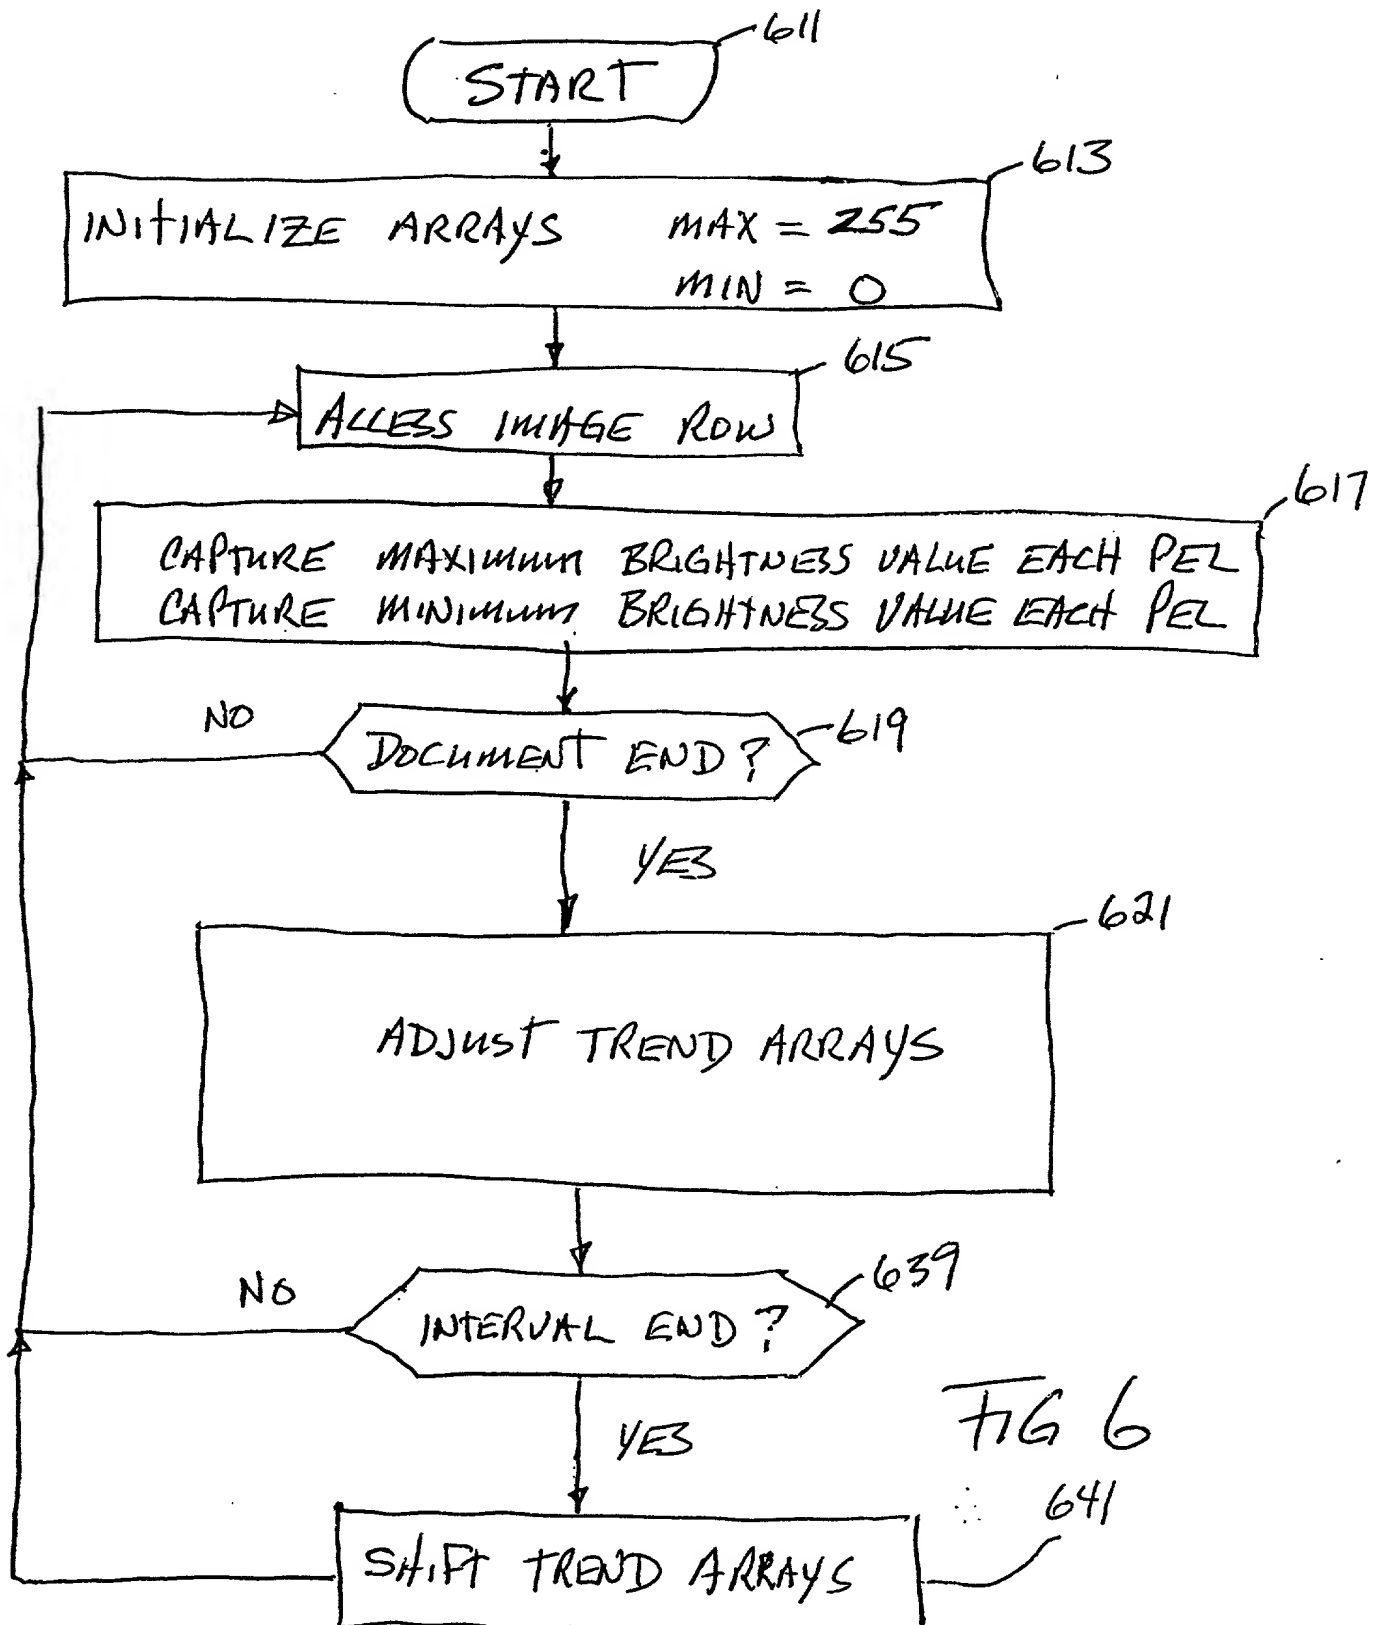 611
START
613
INITIALIZE ARRAYS MAX = 255
MIN = 0
615
ACCESS IMAGE ROW
617
CAPTURE MAXIMUM BRIGHTNESS VALUE EACH PEL
CAPTURE MINIMUM BRIGHTNESS VALUE EACH PEL
NO
DOCUMENT END?
619
YES
621
ADJUST TREND ARRAYS
639
NO
INTERVAL END?
FIG 6
YES
641
SHIFT TREND ARRAYS